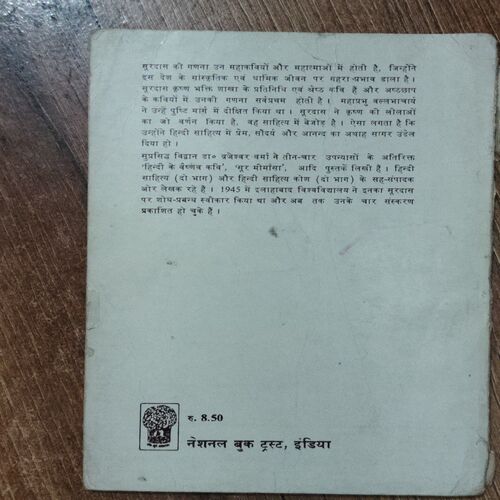 सूरदास की गणना उन महाकवियों और महात्माओं में होती है, जिन्होंने
इस देश के सांस्कृतिक एवं धार्मिक जीवन पर गहरा-प्रभाव डाला है।
सूरदास कृष्ण भक्ति शाखा के प्रतिनिधि एवं श्रेष्ठ कवि हैं और अष्टछाप
के कवियों में उनकी गणना सर्वप्रथम होती है। महाप्रभु वल्लभाचार्य
ने उन्हें पुष्टि मार्ग में दीक्षित किया था। सूरदास ने कृष्ण की लीलाओं
का जो वर्णन किया है, वह साहित्य में बेजोड़ है। ऐसा लगता है कि
उन्होंने हिन्दी साहित्य में प्रेम, सौंदर्य और आनन्द का अथाह सागर उंदेल
दिया हो।
सुप्रसिद्ध विद्वान डा० ब्रजेश्वर वर्मा ने तीन-चार उपन्यासों के अतिरिक्त
'हिन्दी के वैष्णव कवि', 'सूर मीमांसा', आदि पुस्तकें लिखी हैं। हिन्दी
साहित्य (दो भाग) और हिन्दी साहित्य कोश (दो भाग) के सह-संपादक
और लेखक रहे हैं। 1945 में इलाहाबाद विश्वविद्यालय ने इनका सूरदास
पर शोध-प्रबन्ध स्वीकार किया था और अब तक उनके चार संस्करण
प्रकाशित हो चुके हैं।
रु. 8.50
नेशनल बुक ट्रस्ट, इंडिया